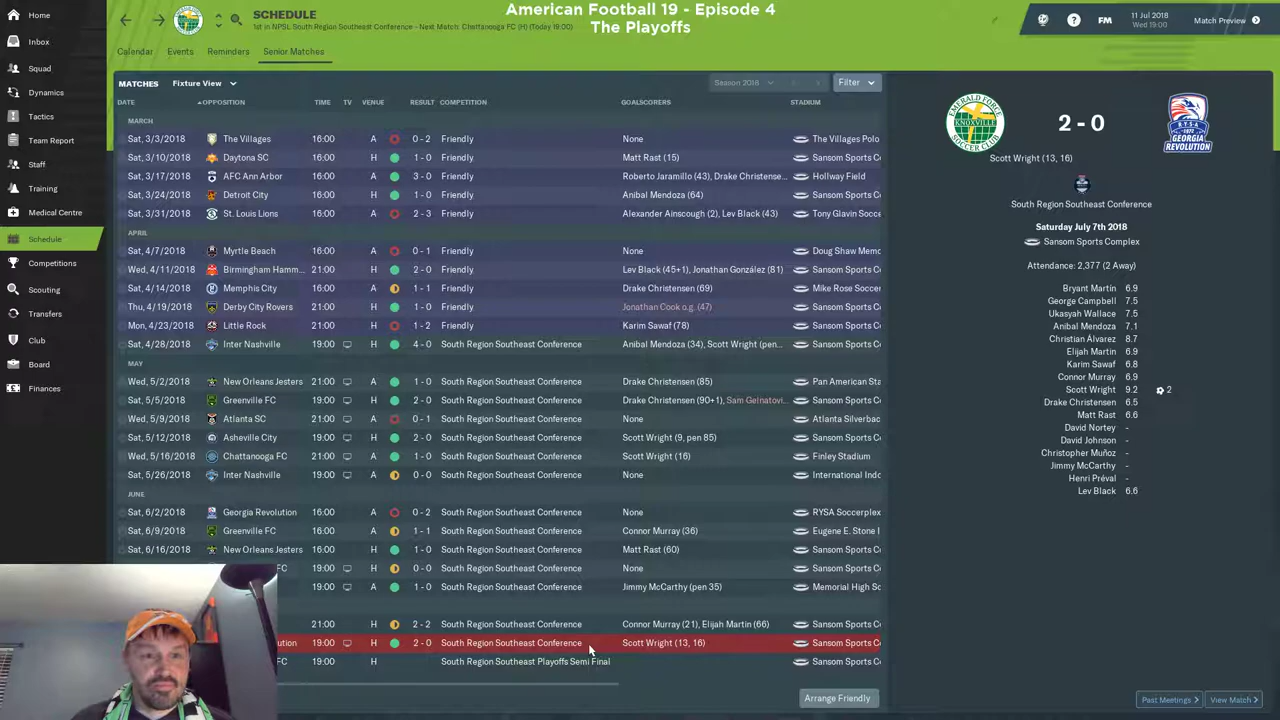 American Football 19 - Episode 4
The Playoffs
SCHEDULE
1st in NPSL South Region Southeast Conference - Next Match: Chattanooga FC (H) (Today 19:00)
FM
11 Jul 2018
Wed 19:00
Match Preview
Home
Inbox
Squad
Dynamics
Tactics
Team Report
Staff
Training
Medical Centre
Schedule
Competitions
Scouting
Transfers
Club
Board
Finances
Calendar Events Reminders Senior Matches
MATCHES Fixture View Season 2018 Filter
DATE OPPOSITION TIME TV VENUE RESULT COMPETITION GOALSCORERS STADIUM
MARCH
Sat, 3/3/2018 The Villages 16:00 A 0 - 2 Friendly None The Villages Polo
Sat, 3/10/2018 Daytona SC 16:00 H 1 - 0 Friendly Matt Rast (15) Sansom Sports C
Sat, 3/17/2018 AFC Ann Arbor 16:00 A 3 - 0 Friendly Roberto Jaramillo (43), Drake Christense... Hollway Field
Sat, 3/24/2018 Detroit City 16:00 H 1 - 0 Friendly Anibal Mendoza (64) Sansom Sports C
Sat, 3/31/2018 St. Louis Lions 16:00 A 2 - 3 Friendly Alexander Ainscough (2), Lev Black (43) Tony Glavin Socce
APRIL
Sat, 4/7/2018 Myrtle Beach 16:00 A 0 - 1 Friendly None Doug Shaw Memo
Wed, 4/11/2018 Birmingham Hamm... 21:00 H 2 - 0 Friendly Lev Black (45+1), Jonathan González (81) Sansom Sports C
Sat, 4/14/2018 Memphis City 16:00 A 1 - 1 Friendly Drake Christensen (69) Mike Rose Soccer
Thu, 4/19/2018 Derby City Rovers 21:00 H 1 - 0 Friendly Jonathan Cook o.g. (47) Sansom Sports C
Mon, 4/23/2018 Little Rock 21:00 H 1 - 2 Friendly Karim Sawaf (78) Sansom Sports C
Sat, 4/28/2018 Inter Nashville 19:00 H 4 - 0 South Region Southeast Conference Anibal Mendoza (34), Scott Wright (pen... Sansom Sports C
MAY
Wed, 5/2/2018 New Orleans Jesters 21:00 A 1 - 0 South Region Southeast Conference Drake Christensen (85) Pan American Sta
Sat, 5/5/2018 Greenville FC 16:00 H 2 - 0 South Region Southeast Conference Drake Christensen (90+1), Sam Gelnatovi... Sansom Sports C
Wed, 5/9/2018 Atlanta SC 21:00 A 0 - 1 South Region Southeast Conference None Atlanta Silverbac
Sat, 5/12/2018 Asheville City 19:00 H 2 - 0 South Region Southeast Conference Scott Wright (9, pen 85) Sansom Sports C
Wed, 5/16/2018 Chattanooga FC 21:00 A 1 - 0 South Region Southeast Conference Scott Wright (16) Finley Stadium
Sat, 5/26/2018 Inter Nashville 19:00 A 0 - 0 South Region Southeast Conference None International Indo
JUNE
Sat, 6/2/2018 Georgia Revolution 16:00 A 0 - 2 South Region Southeast Conference None RYSA Soccerplex
Sat, 6/9/2018 Greenville FC 16:00 A 1 - 1 South Region Southeast Conference Connor Murray (36) Eugene E. Stone I
Sat, 6/16/2018 New Orleans Jesters 16:00 H 1 - 0 South Region Southeast Conference Matt Rast (60) Sansom Sports C
FC 19:00 H 0 - 0 South Region Southeast Conference None Sansom Sports C
19:00 A 1 - 0 South Region Southeast Conference Jimmy McCarthy (pen 35) Memorial High Sc
21:00 H 2 - 2 South Region Southeast Conference Connor Murray (21), Elijah Martin (66) Sansom Sports C
ution 19:00 H 2 - 0 South Region Southeast Conference Scott Wright (13, 16) Sansom Sports C
FC 19:00 H South Region Southeast Playoffs Semi Final Sansom Sports C
Arrange Friendly
EMERALD FORCE
KNOXVILLE
SOCCER CLUB
2 - 0
RYSA
GEORGIA
REVOLUTION
Scott Wright (13, 16)
South Region Southeast Conference
Saturday July 7th 2018
Sansom Sports Complex
Attendance: 2,377 (2 Away)
Bryant Martín 6.9
George Campbell 7.5
Ukasyah Wallace 7.5
Anibal Mendoza 7.1
Christian Álvarez 8.7
Elijah Martin 6.9
Karim Sawaf 6.8
Connor Murray 6.9
Scott Wright 9.2 2
Drake Christensen 6.5
Matt Rast 6.6
David Nortey -
David Johnson -
Christopher Muñoz -
Jimmy McCarthy -
Henri Préval -
Lev Black 6.6
Past Meetings View Match